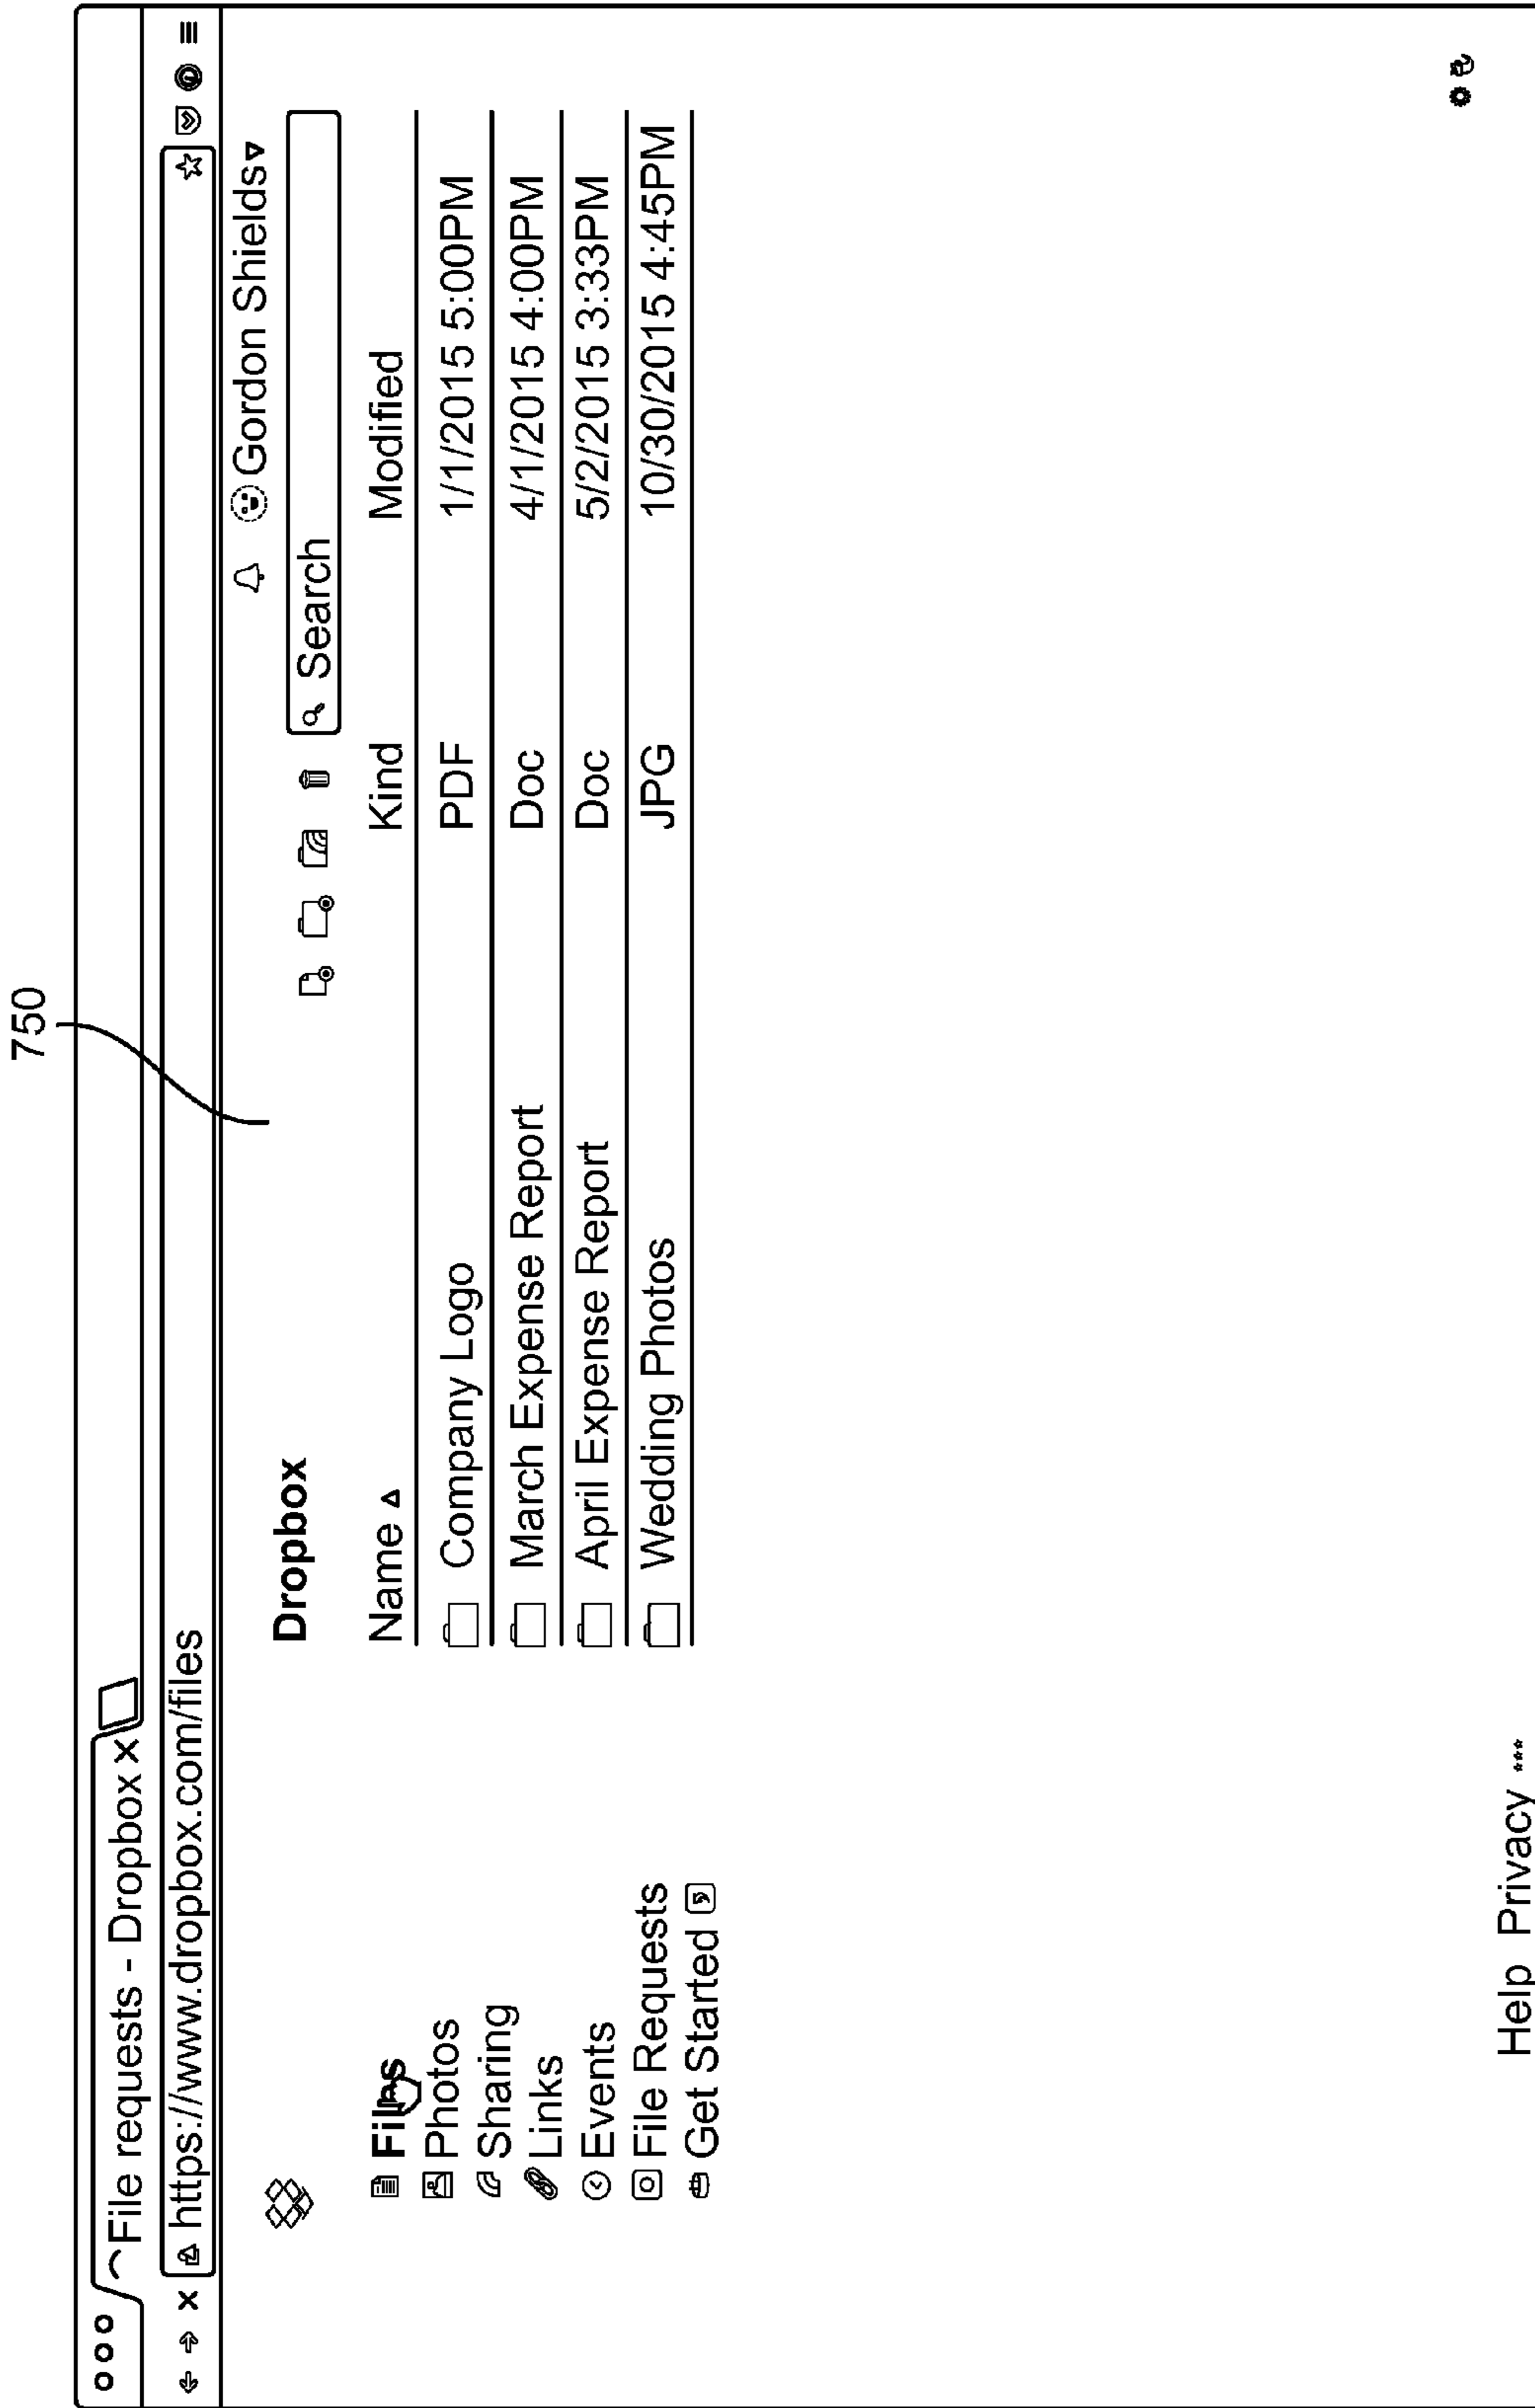 750
File requests - Dropbox x
https://www.dropbox.com/files
Gordon Shields
Dropbox
Search
Name Kind Modified
Company Logo PDF 1/1/2015 5:00PM
March Expense Report Doc 4/1/2015 4:00PM
April Expense Report Doc 5/2/2015 3:33PM
Wedding Photos JPG 10/30/2015 4:45PM
Files
Photos
Sharing
Links
Events
File Requests
Get Started
Help Privacy